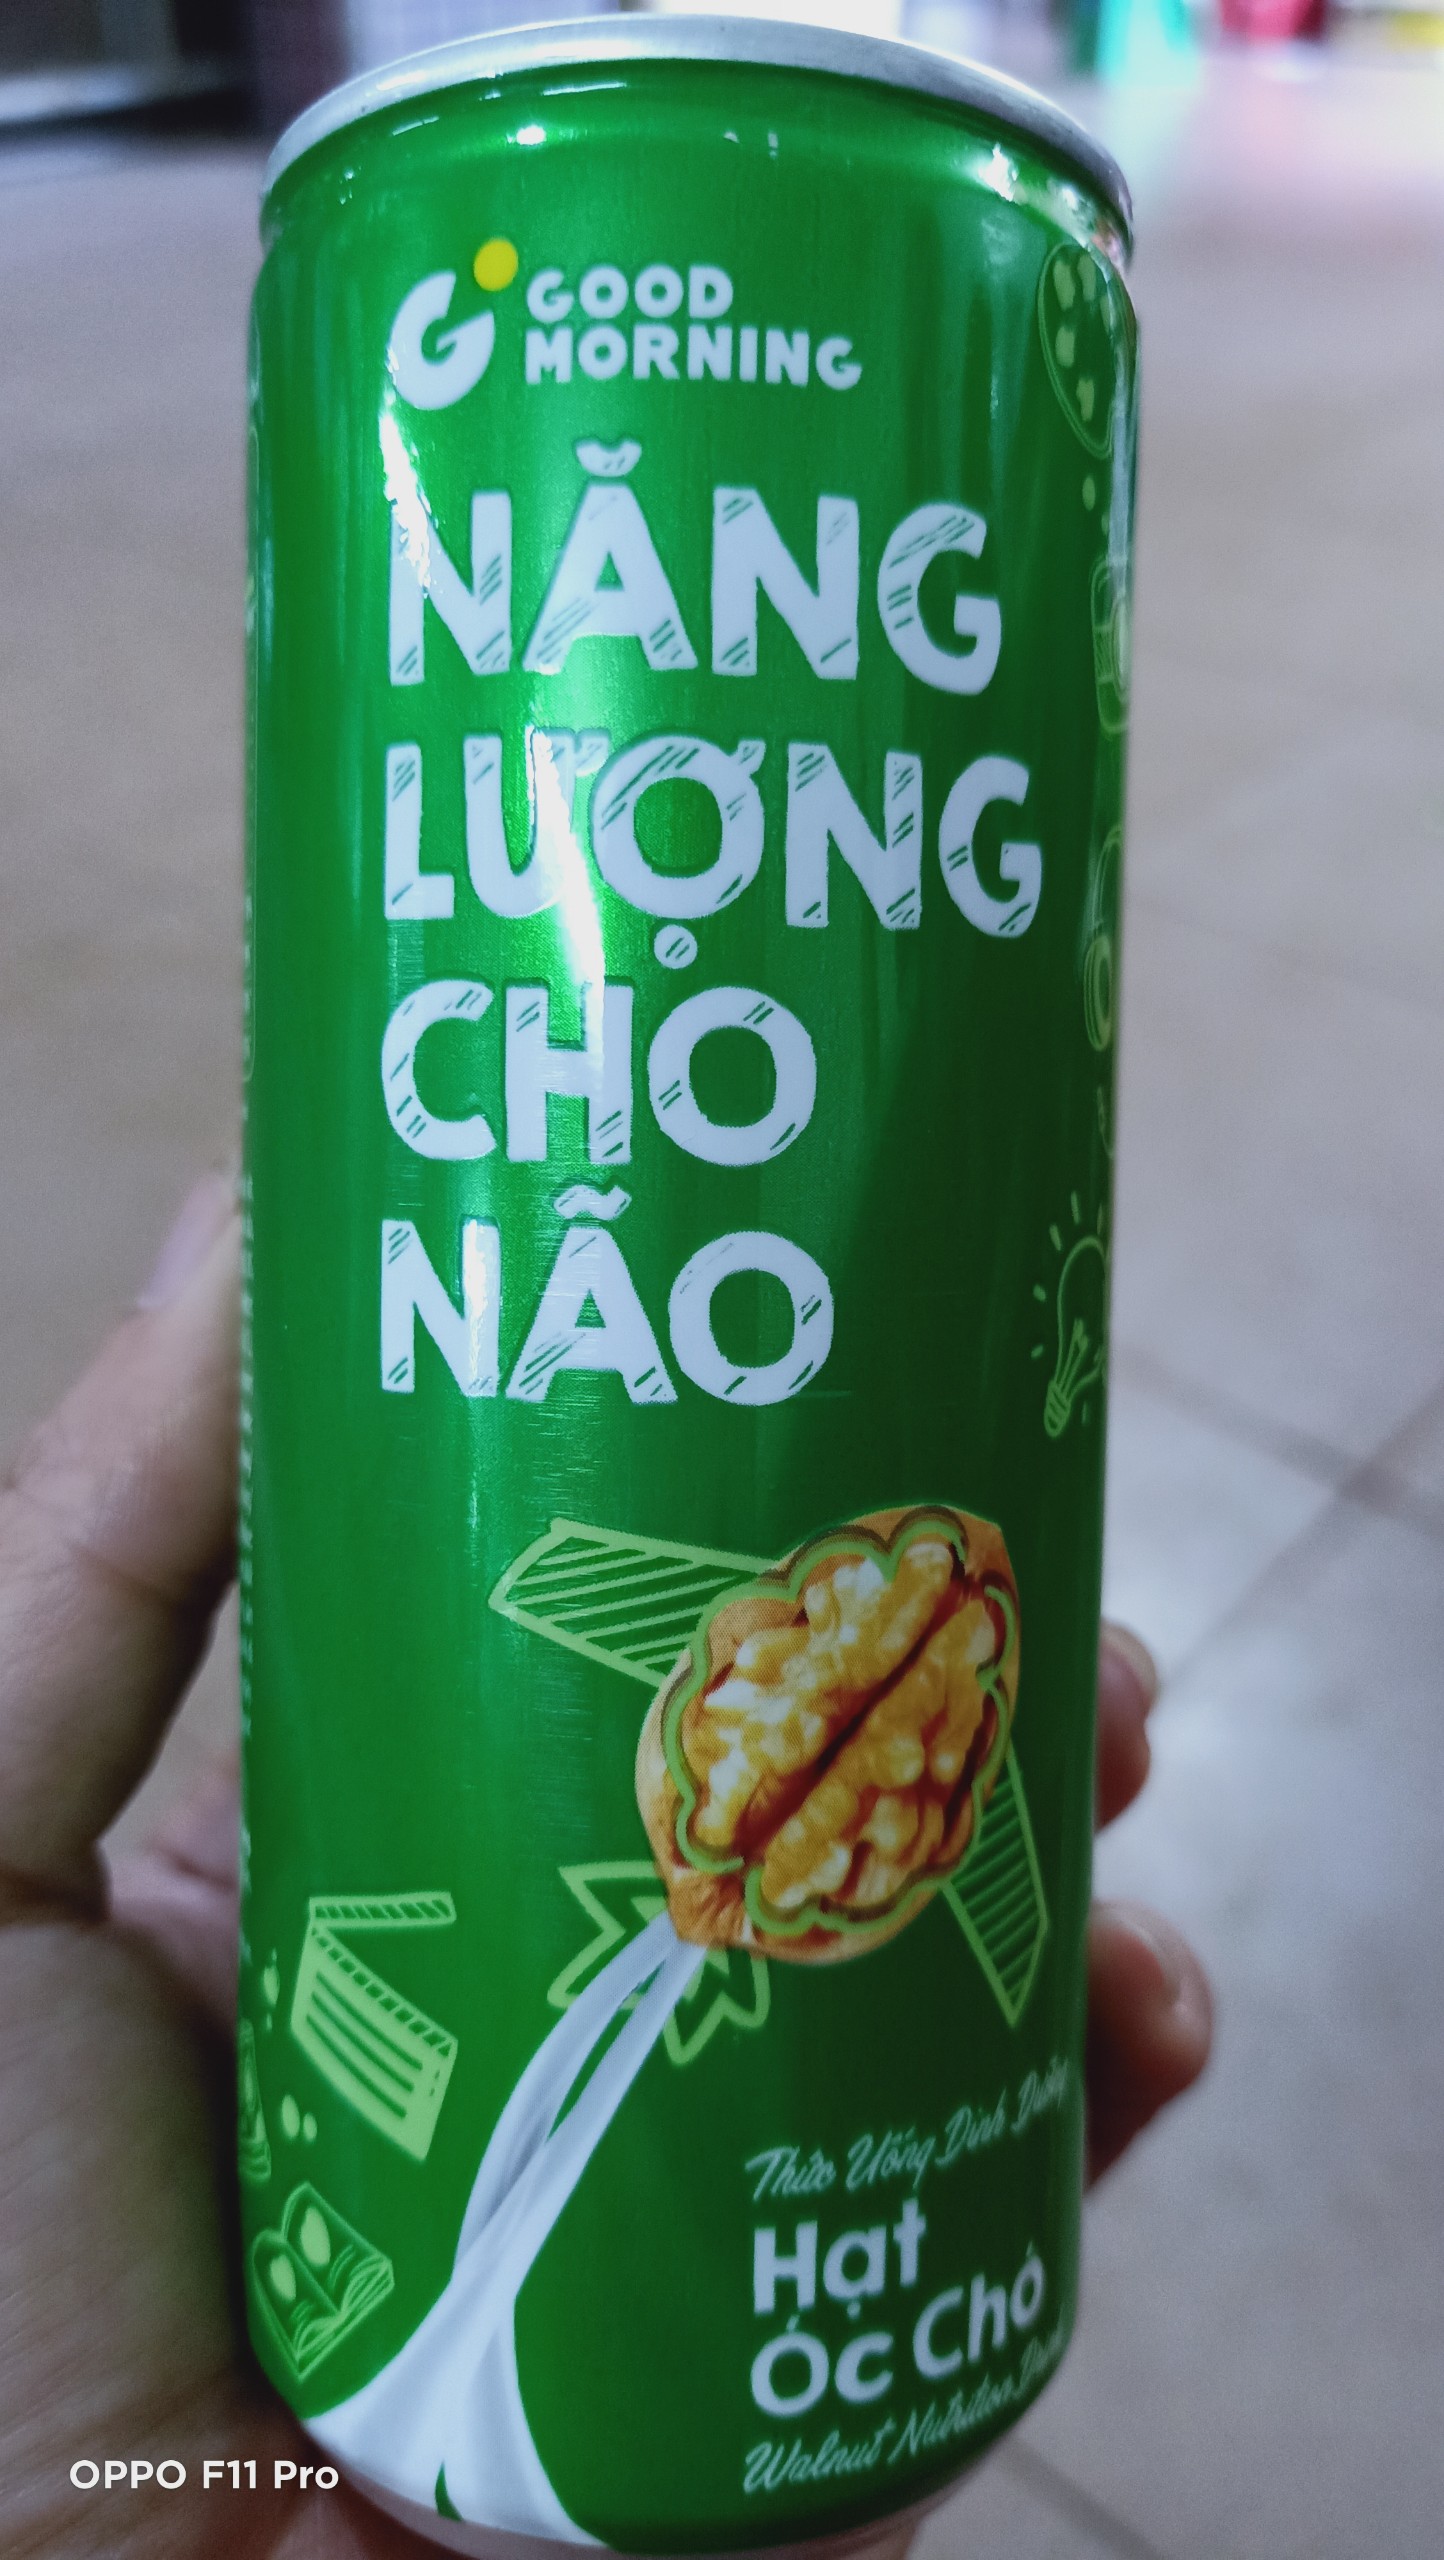 GOOD
MORNING
NĂNG
LƯỢNG
CHO
NÃO
Thức Uống Dinh Dưỡng
Hạt
Óc Chó
Walnut Nutrition Drink
OPPO F11 Pro